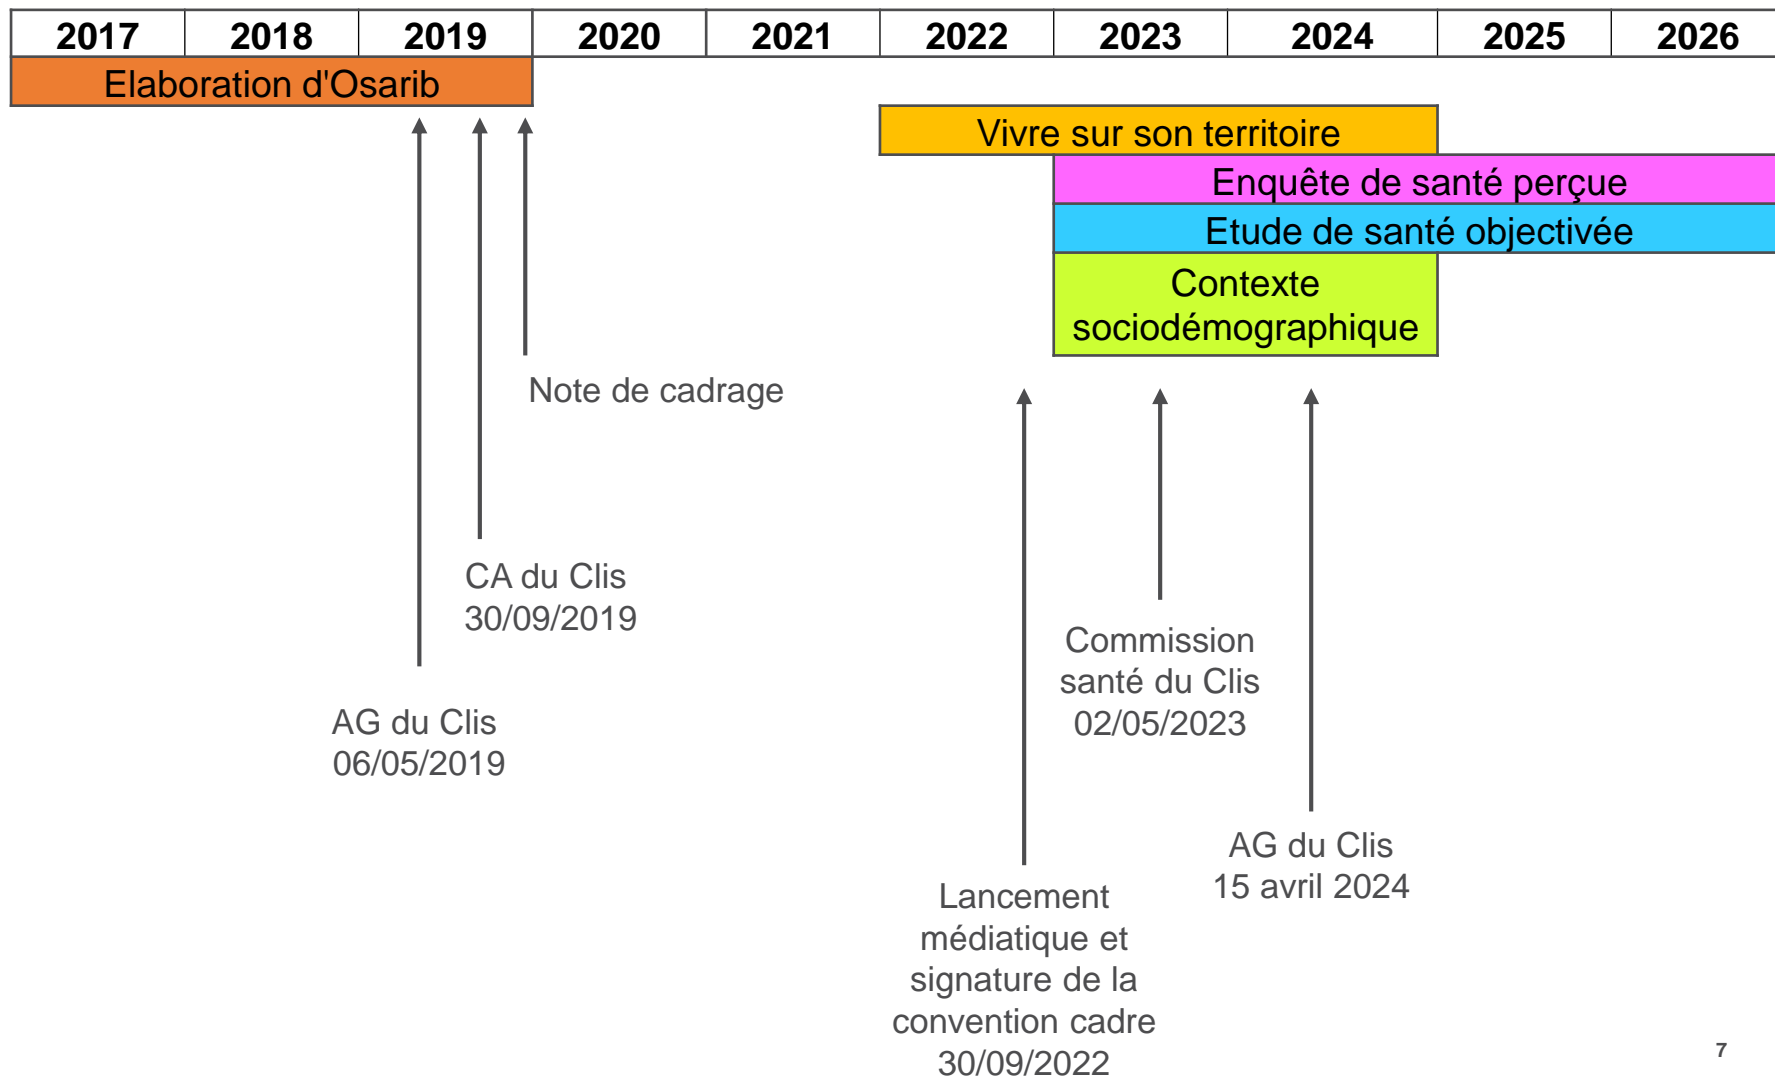 2017 2018 2019 2020 2021 2022 2023 2024 2025 2026
Elaboration d'Osarib
Vivre sur son territoire
Enquête de santé perçue
Etude de santé objectivée
Contexte
sociodémographique
Note de cadrage
CA du Clis
30/09/2019
AG du Clis
06/05/2019
Commission
santé du Clis
02/05/2023
AG du Clis
15 avril 2024
Lancement
médiatique et
signature de la
convention cadre
30/09/2022
7